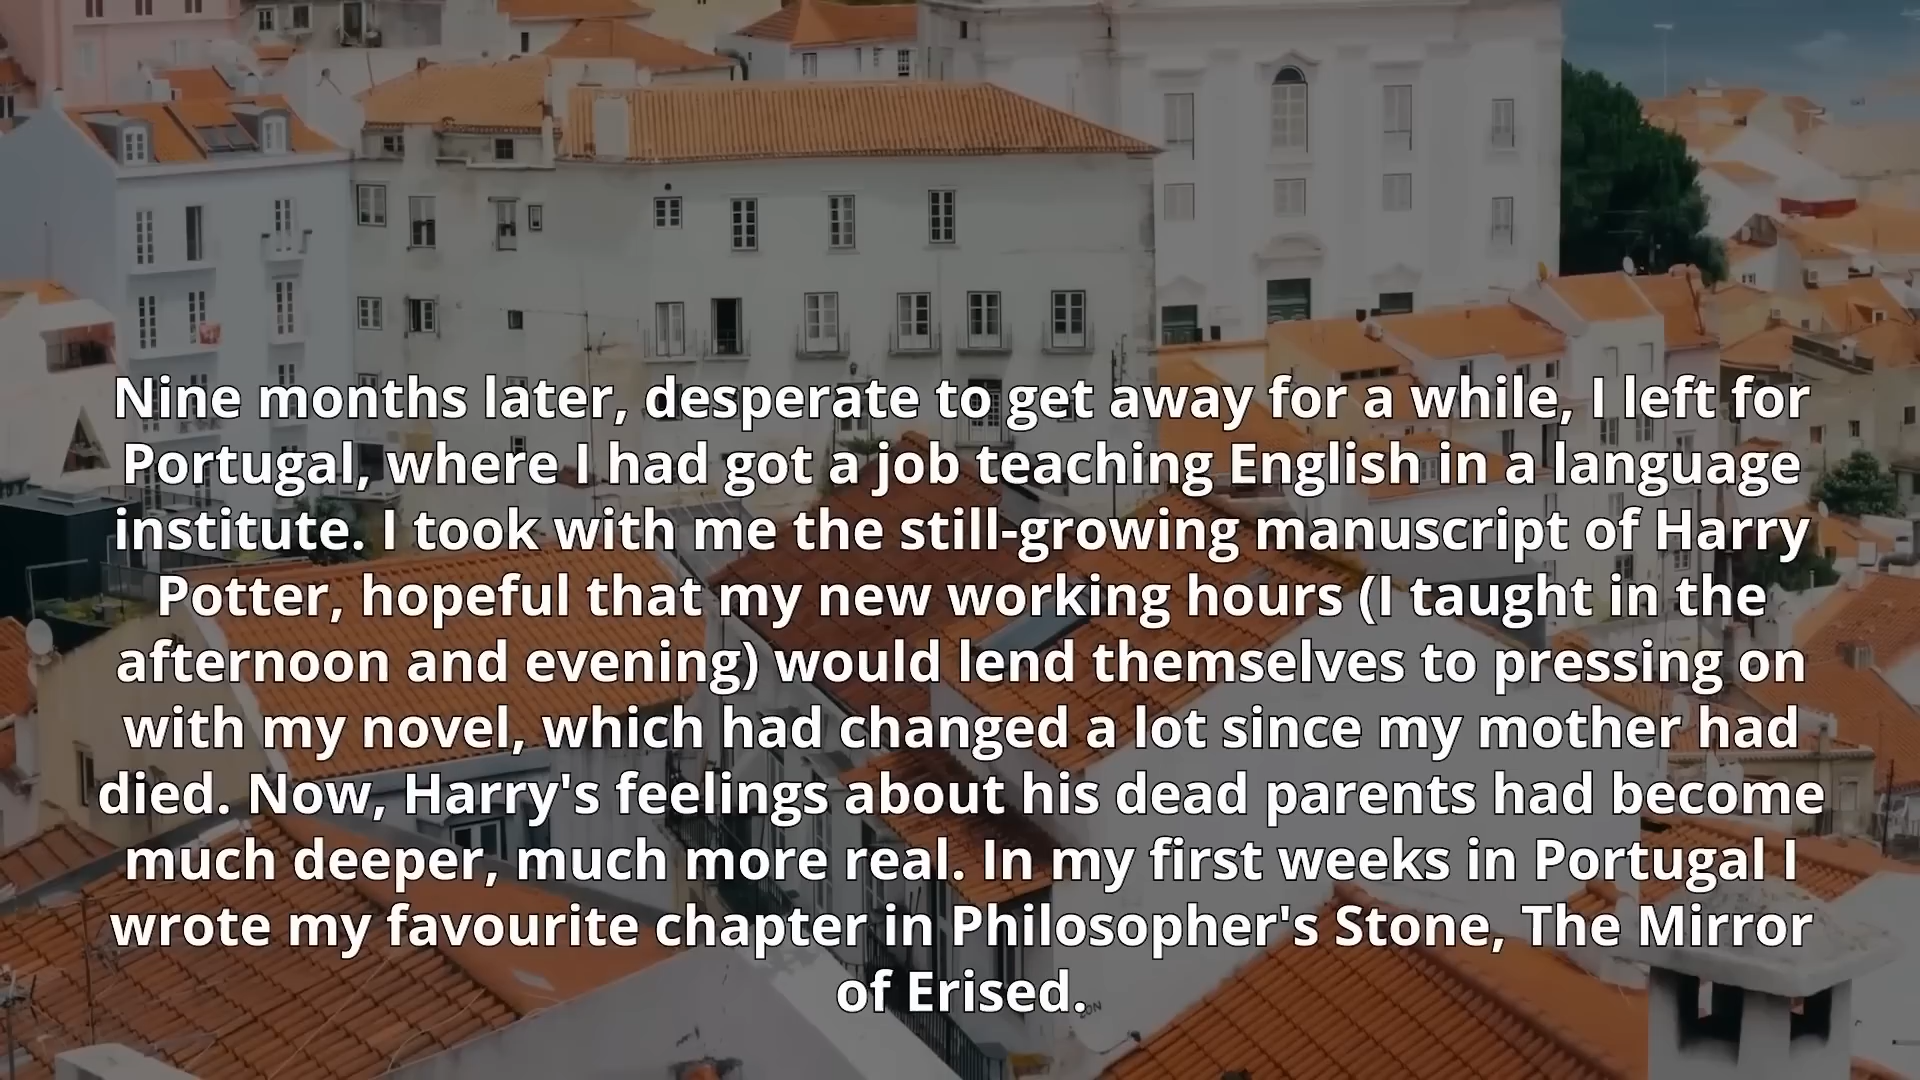 Nine months later, desperate to get away for a while, I left for
Portugal, where I had got a job teaching English in a language
institute. I took with me the still-growing manuscript of Harry
Potter, hopeful that my new working hours (I taught in the
afternoon and evening) would lend themselves to pressing on
with my novel, which had changed a lot since my mother had
died. Now, Harry's feelings about his dead parents had become
much deeper, much more real. In my first weeks in Portugal I
wrote my favourite chapter in Philosopher's Stone, The Mirror
of Erised.